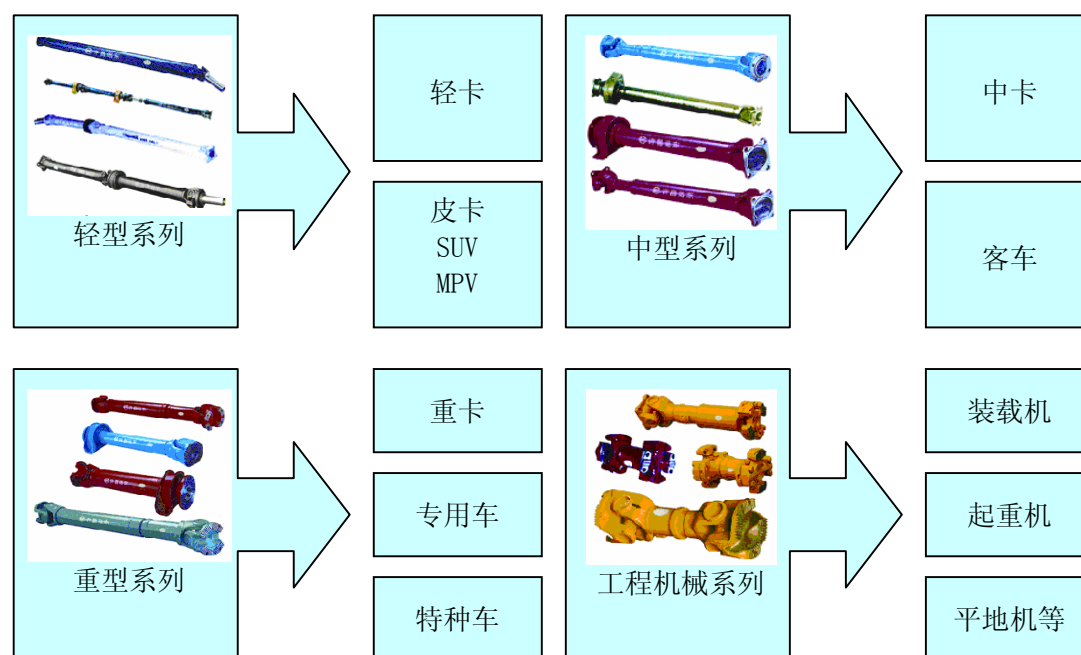 轻型系列
轻卡
皮卡
SUV
MPV
中型系列
中卡
客车
重型系列
重卡
专用车
特种车
工程机械系列
装载机
起重机
平地机等